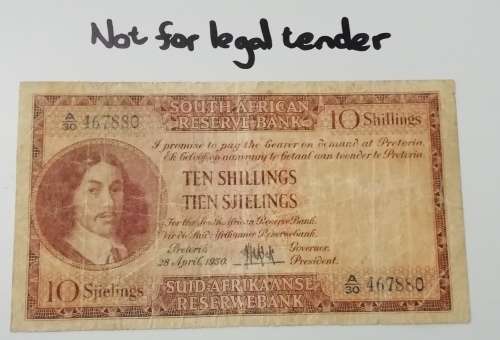 Not for legal tender
SOUTH AFRICAN
RESERVE BANK
A/30 467880
10 Shillings
I promise to pay the Bearer on demand at Pretoria
Ek beloof op aanvraag te betaal aan toonder te Pretoria
TEN SHILLINGS
TIEN SJIELINGS
For the South African Reserve Bank.
Vir die Suid-Afrikaanse Reserwebank.
Pretoria Governor.
28 April, 1950. President.
10 Sjielings
SUID-AFRIKAANSE
RESERWEBANK
A/30 467880